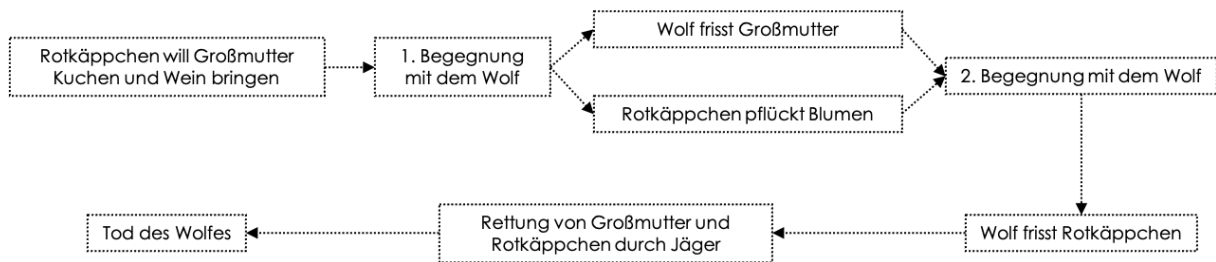 Rotkäppchen will Großmutter
Kuchen und Wein bringen
1. Begegnung
mit dem Wolf
Wolf frisst Großmutter
Rotkäppchen pflückt Blumen
2. Begegnung mit dem Wolf
Wolf frisst Rotkäppchen
Rettung von Großmutter und
Rotkäppchen durch Jäger
Tod des Wolfes